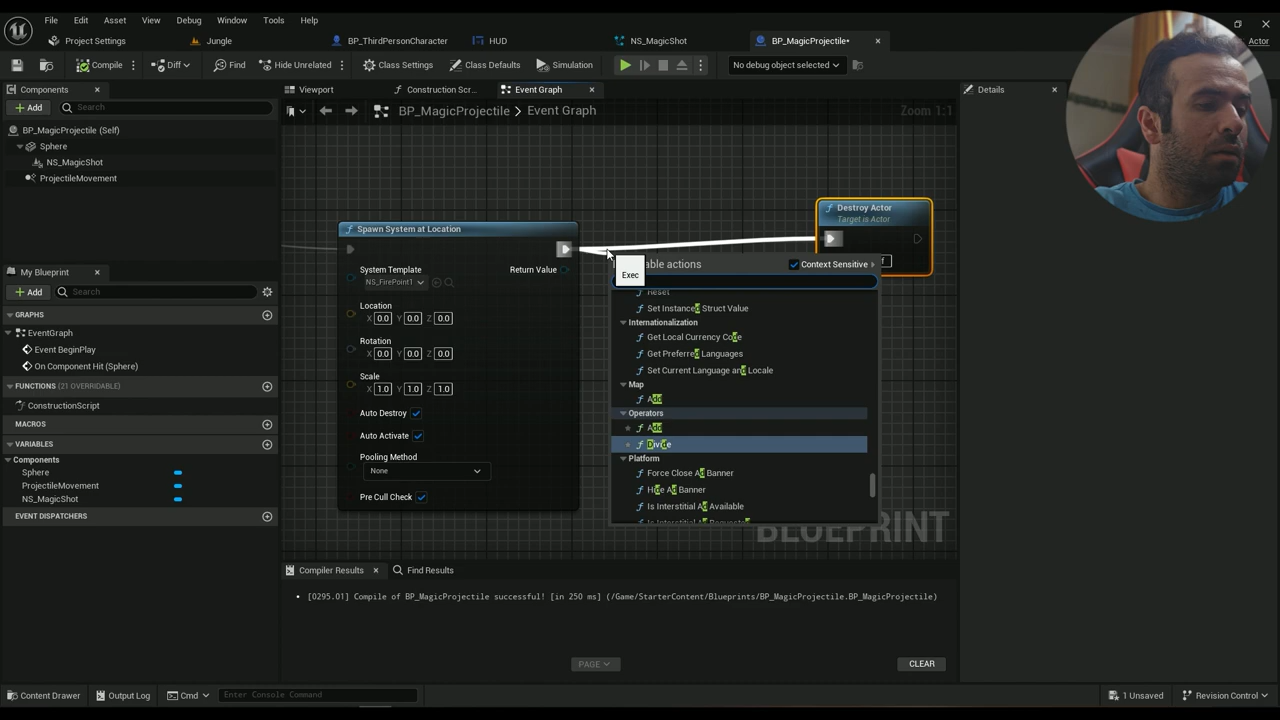 File Edit Asset View Debug Window Tools Help
Project Settings Jungle BP_ThirdPersonCharacter HUD NS_MagicShot BP_MagicProjectile• Actor
Compile Diff Find Hide Unrelated Class Settings Class Defaults Simulation No debug object selected
Components Viewport Construction Scr... Event Graph Details
Add Search BP_MagicProjectile > Event Graph Zoom 1:1
BP_MagicProjectile (Self)
Sphere
NS_MagicShot
ProjectileMovement
My Blueprint
Add Search
GRAPHS
EventGraph
Event BeginPlay
On Component Hit (Sphere)
FUNCTIONS (21 OVERRIDABLE)
ConstructionScript
MACROS
VARIABLES
Components
Sphere
ProjectileMovement
NS_MagicShot
EVENT DISPATCHERS
Spawn System at Location
System Template
NS_FirePoint1
Return Value
Location
X 0.0 Y 0.0 Z 0.0
Rotation
X 0.0 Y 0.0 Z 0.0
Scale
X 1.0 Y 1.0 Z 1.0
Auto Destroy
Auto Activate
Pooling Method
None
Pre Cull Check
Destroy Actor
Target is Actor
actions Context Sensitive
Exec
Reset
Set Instanced Struct Value
Internationalization
Get Local Currency Code
Get Preferred Languages
Set Current Language and Locale
Map
Add
Operators
Add
Divide
Platform
Force Close Ad Banner
Hide Ad Banner
Is Interstitial Ad Available
Is Interstitial Ad Requested
BLUEPRINT
Compiler Results Find Results
• [0295.01] Compile of BP_MagicProjectile successful! [in 250 ms] (/Game/StarterContent/Blueprints/BP_MagicProjectile.BP_MagicProjectile)
PAGE CLEAR
Content Drawer Output Log Cmd Enter Console Command 1 Unsaved Revision Control